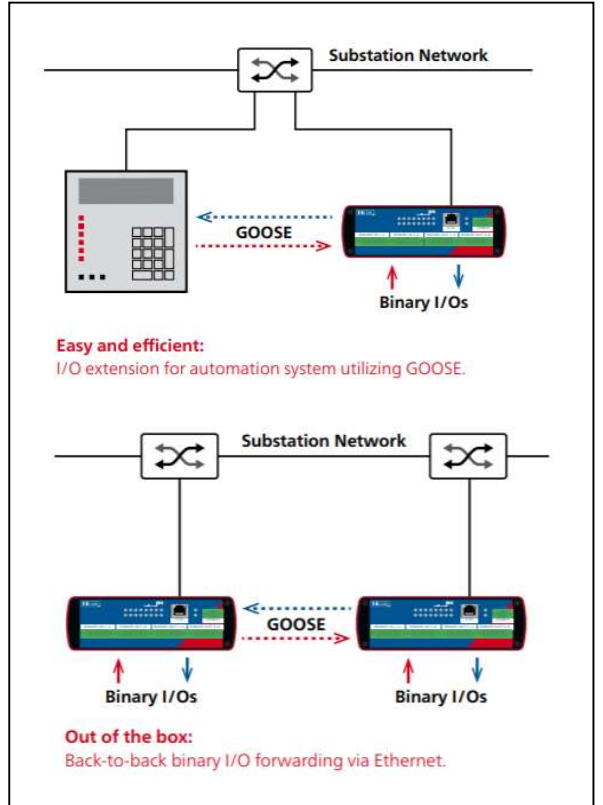 Substation Network
GOOSE
Binary I/Os
Easy and efficient:
I/O extension for automation system utilizing GOOSE.
Substation Network
GOOSE
Binary I/Os
Binary I/Os
Out of the box:
Back-to-back binary I/O forwarding via Ethernet.